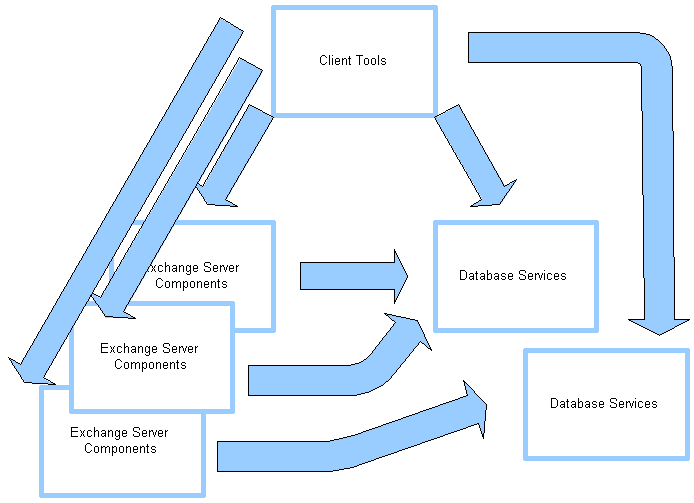 Client Tools
Exchange Server
Components
Database Services
Exchange Server
Components
Database Services
Exchange Server
Components